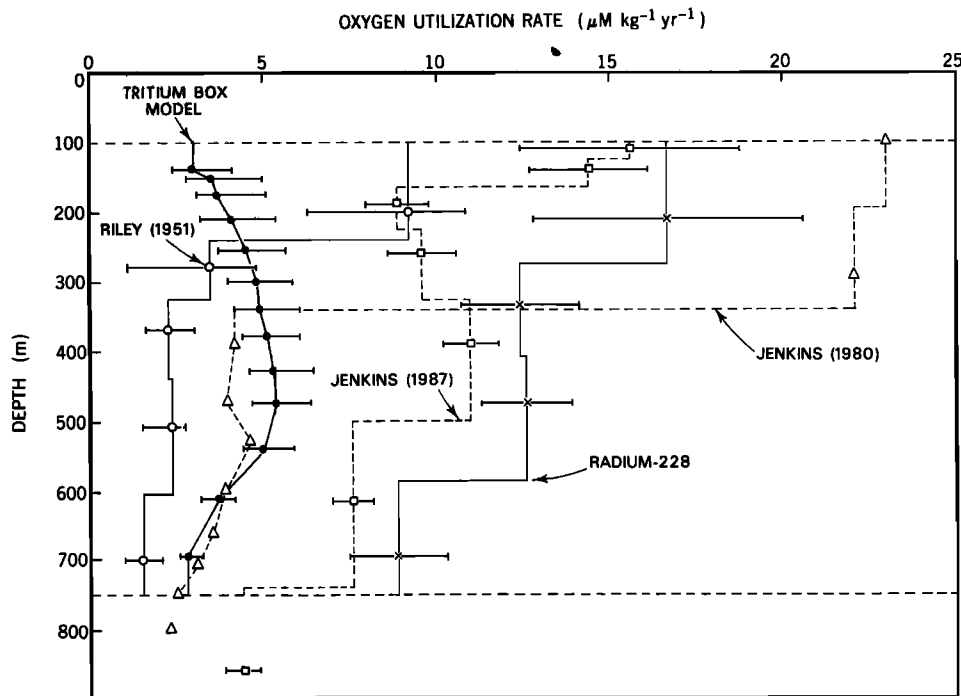 OXYGEN UTILIZATION RATE (μM kg⁻¹ yr⁻¹)
0 5 10 15 20 25
0
TRITIUM BOX
MODEL
100
200
RILEY (1951)
300
JENKINS (1980)
400
JENKINS (1987)
DEPTH (m)
500
RADIUM-228
600
700
800